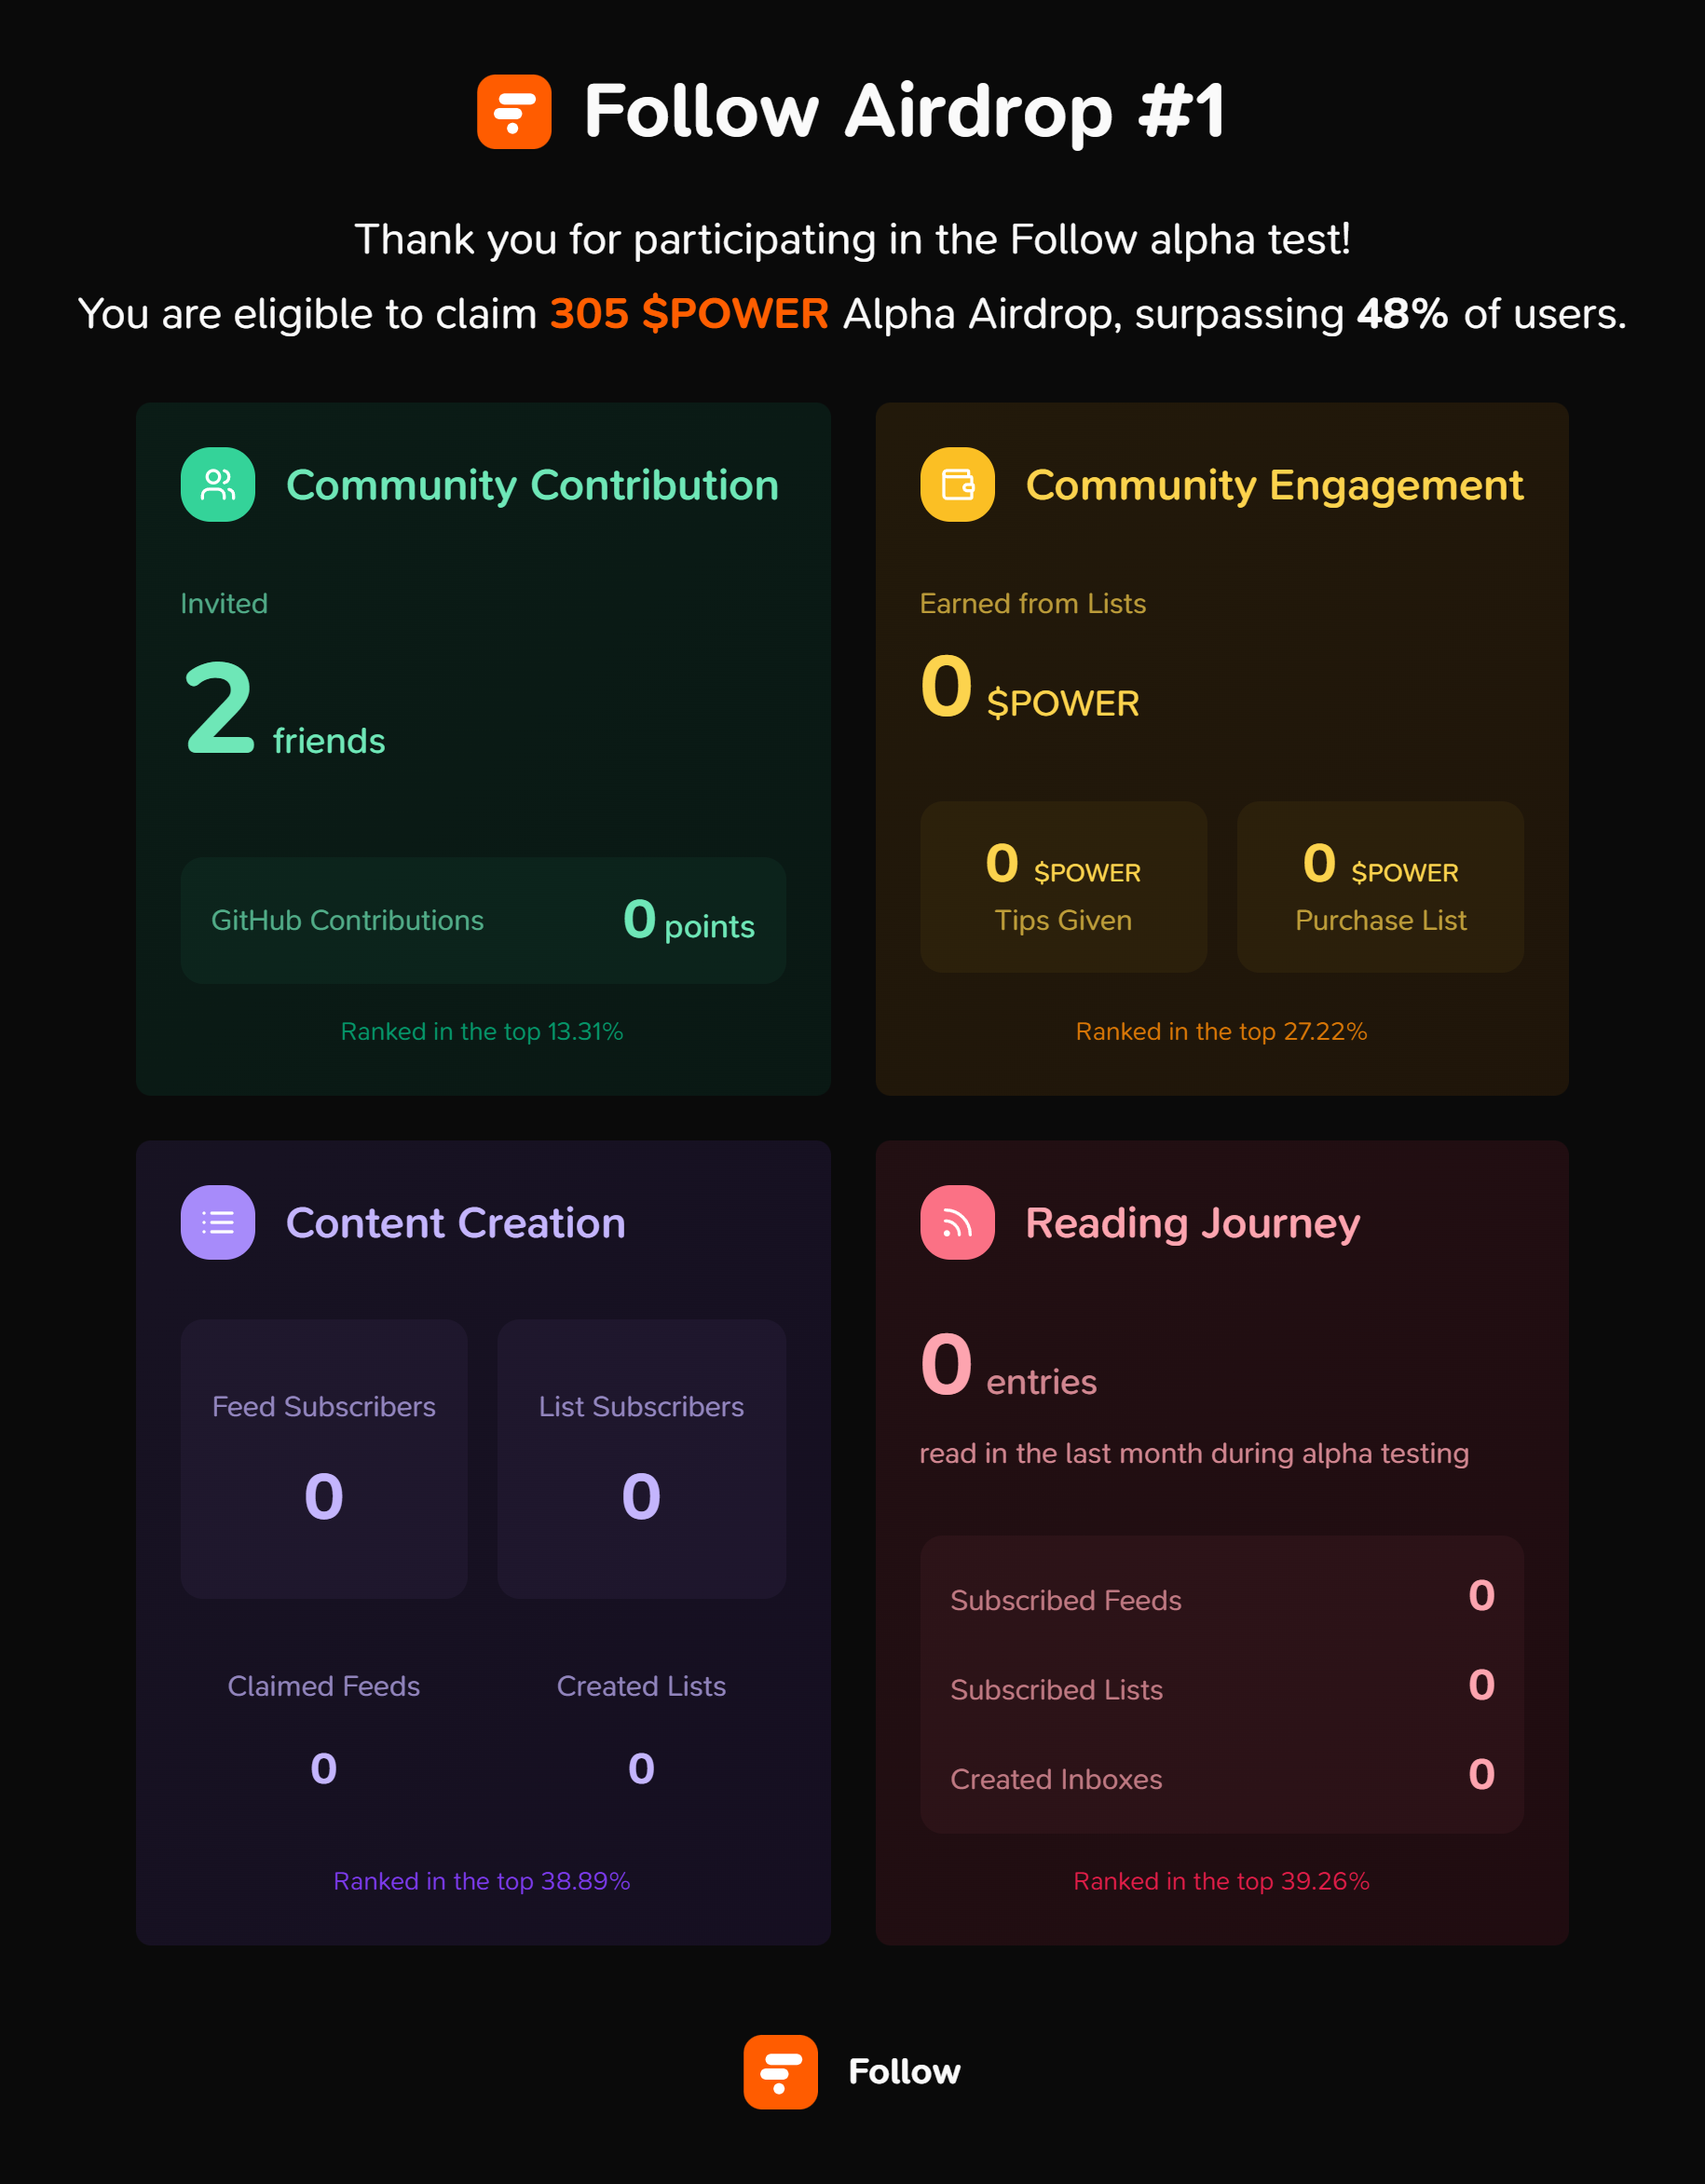 Follow Airdrop #1
Thank you for participating in the Follow alpha test!
You are eligible to claim 305 $POWER Alpha Airdrop, surpassing 48% of users.
Community Contribution
Invited
2 friends
GitHub Contributions 0 points
Ranked in the top 13.31%
Community Engagement
Earned from Lists
0 $POWER
0 $POWER
Tips Given
0 $POWER
Purchase List
Ranked in the top 27.22%
Content Creation
Feed Subscribers
0
List Subscribers
0
Claimed Feeds
0
Created Lists
0
Ranked in the top 38.89%
Reading Journey
0 entries
read in the last month during alpha testing
Subscribed Feeds 0
Subscribed Lists 0
Created Inboxes 0
Ranked in the top 39.26%
Follow